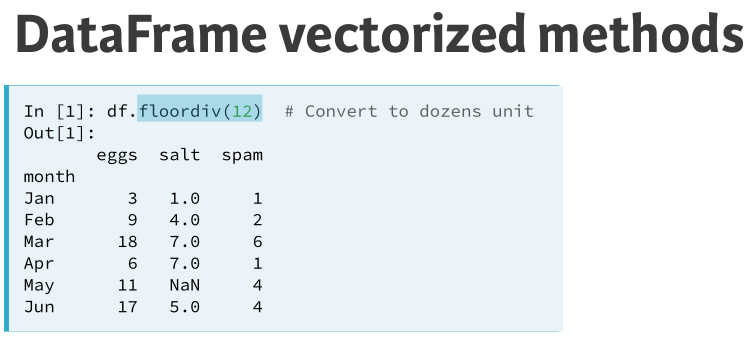 DataFrame vectorized methods
In [1]: df.floordiv(12)  # Convert to dozens unit
Out[1]:
       eggs  salt  spam
month
Jan       3   1.0     1
Feb       9   4.0     2
Mar      18   7.0     6
Apr       6   7.0     1
May      11   NaN     4
Jun      17   5.0     4